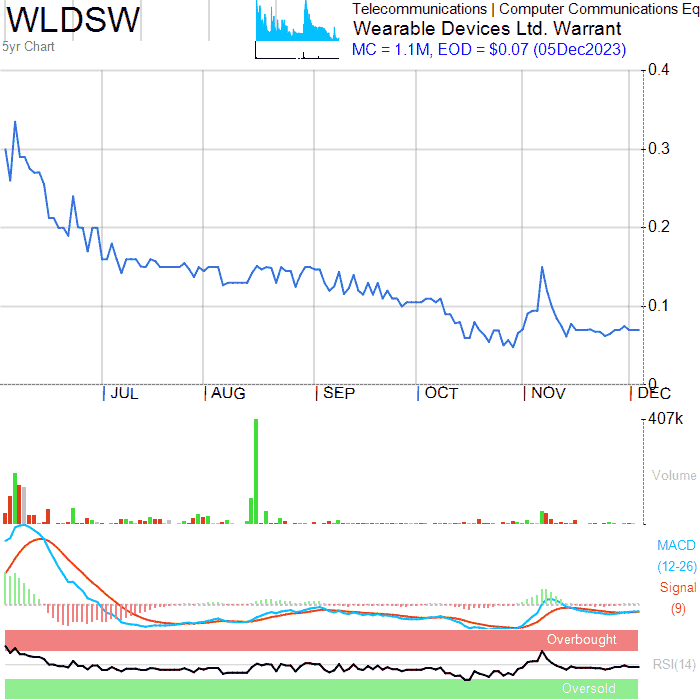 WLDSW
5yr Chart
Telecommunications | Computer Communications Eq
Wearable Devices Ltd. Warrant
MC = 1.1M, EOD = $0.07 (05Dec2023)
0.4
0.3
0.2
0.1
0
JUL AUG SEP OCT NOV DEC
407k
Volume
MACD
(12-26)
Signal
(9)
Overbought
RSI(14)
Oversold